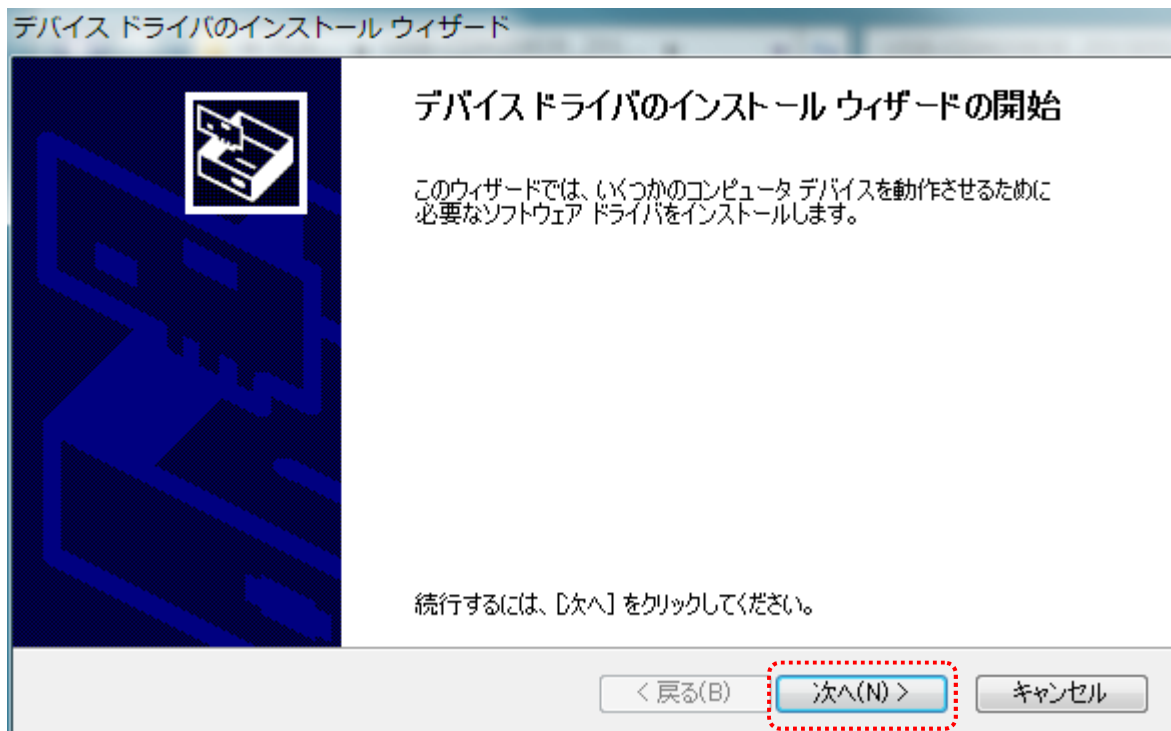 デバイス ドライバのインストール ウィザード
デバイス ドライバのインストール ウィザードの開始
このウィザードでは、いくつかのコンピュータ デバイスを動作させるために
必要なソフトウェア ドライバをインストールします。
続行するには、[次へ] をクリックしてください。
< 戻る(B)
次へ(N) >
キャンセル